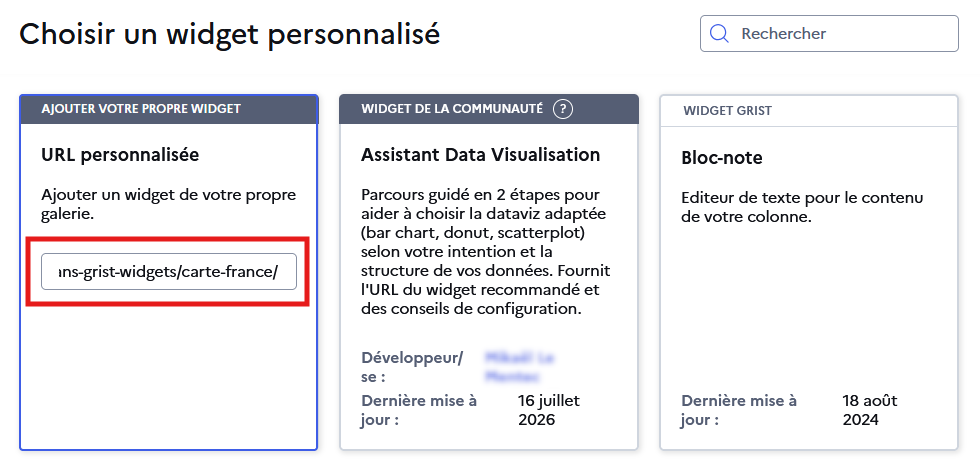 Choisir un widget personnalisé
Rechercher
AJOUTER VOTRE PROPRE WIDGET
URL personnalisée
Ajouter un widget de votre propre
galerie.
ans-grist-widgets/carte-france/
WIDGET DE LA COMMUNAUTÉ ?
Assistant Data Visualisation
Parcours guidé en 2 étapes pour
aider à choisir la dataviz adaptée
(bar chart, donut, scatterplot)
selon votre intention et la
structure de vos données. Fournit
l'URL du widget recommandé et
des conseils de configuration.
Développeur/
se :
Dernière mise à 16 juillet
jour : 2026
WIDGET GRIST
Bloc-note
Editeur de texte pour le contenu
de votre colonne.
Dernière mise à 18 août
jour : 2024